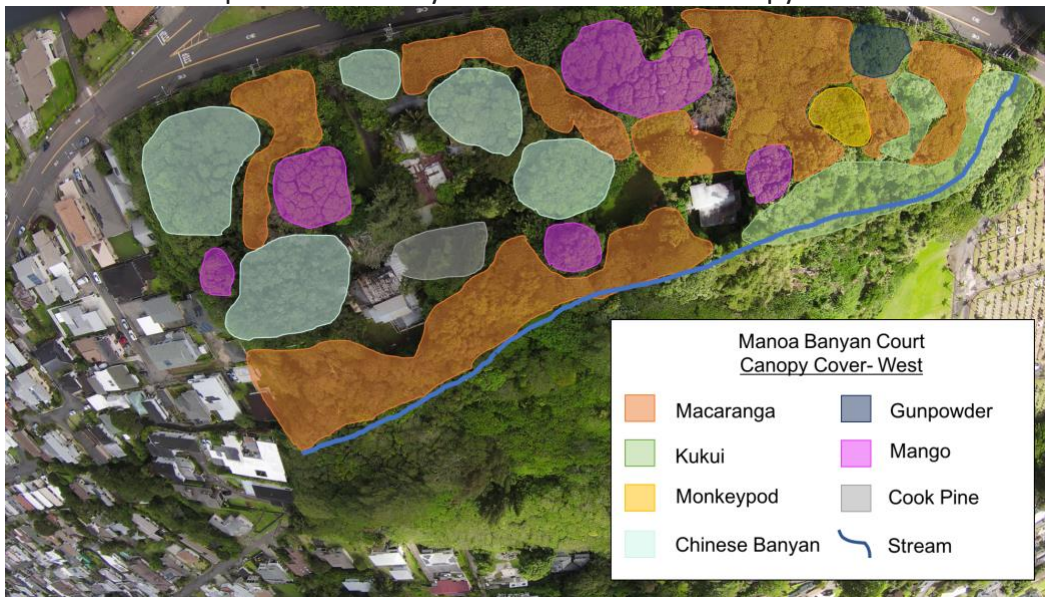 Manoa Banyan Court
Canopy Cover- West
Macaranga
Gunpowder
Kukui
Mango
Monkeypod
Cook Pine
Chinese Banyan
Stream